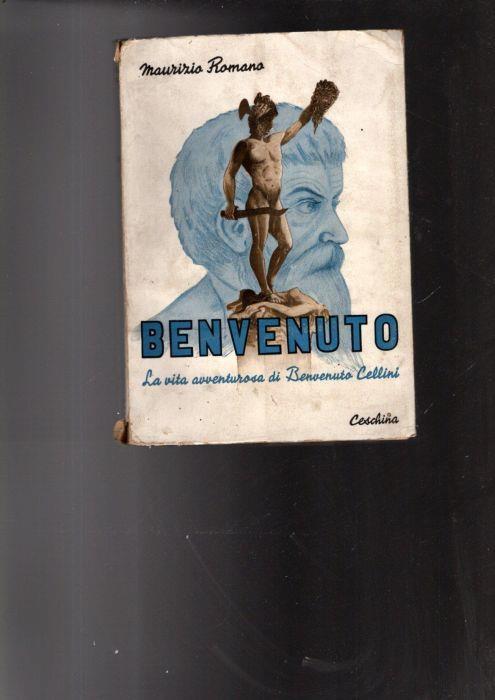 Maurizio Romano
BENVENUTO
La vita avventurosa di Benvenuto Cellini
Ceschina